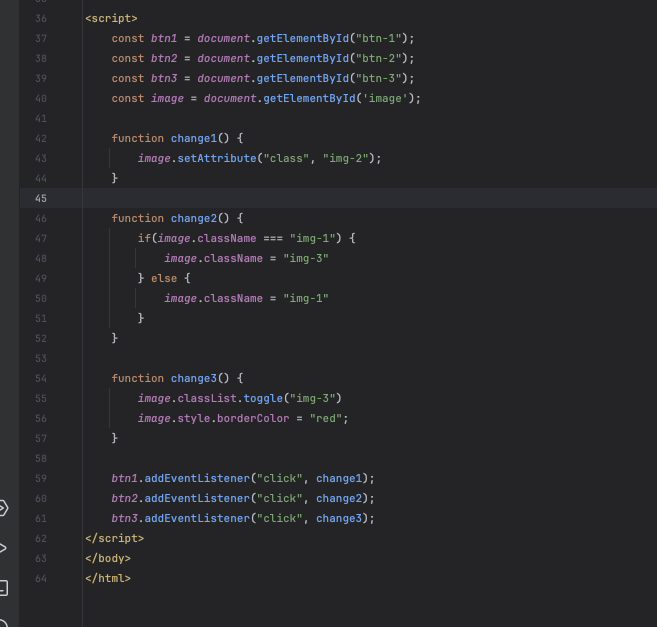 36 <script>
37 const btn1 = document.getElementById("btn-1");
38 const btn2 = document.getElementById("btn-2");
39 const btn3 = document.getElementById("btn-3");
40 const image = document.getElementById('image');
41
42 function change1() {
43 image.setAttribute("class", "img-2");
44 }
45
46 function change2() {
47 if(image.className === "img-1") {
48 image.className = "img-3"
49 } else {
50 image.className = "img-1"
51 }
52 }
53
54 function change3() {
55 image.classList.toggle("img-3")
56 image.style.borderColor = "red";
57 }
58
59 btn1.addEventListener("click", change1);
60 btn2.addEventListener("click", change2);
61 btn3.addEventListener("click", change3);
62 </script>
63 </body>
64 </html>